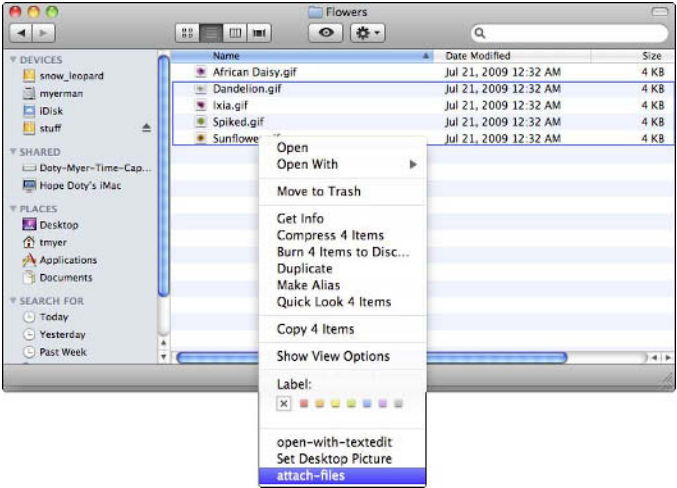 Flowers
Name Date Modified Size
African Daisy.gif Jul 21, 2009 12:32 AM 4 KB
Dandelion.gif Jul 21, 2009 12:32 AM 4 KB
Ixia.gif Jul 21, 2009 12:32 AM 4 KB
Spiked.gif Jul 21, 2009 12:32 AM 4 KB
Sunflower.gif Jul 21, 2009 12:32 AM 4 KB
DEVICES
snow_leopard
myerman
iDisk
stuff
SHARED
Doty-Myer-Time-Cap...
Hope Doty's iMac
PLACES
Desktop
tmyer
Applications
Documents
SEARCH FOR
Today
Yesterday
Past Week
Open
Open With
Move to Trash
Get Info
Compress 4 Items
Burn 4 Items to Disc...
Duplicate
Make Alias
Quick Look 4 Items
Copy 4 Items
Show View Options
Label:
open-with-textedit
Set Desktop Picture
attach-files